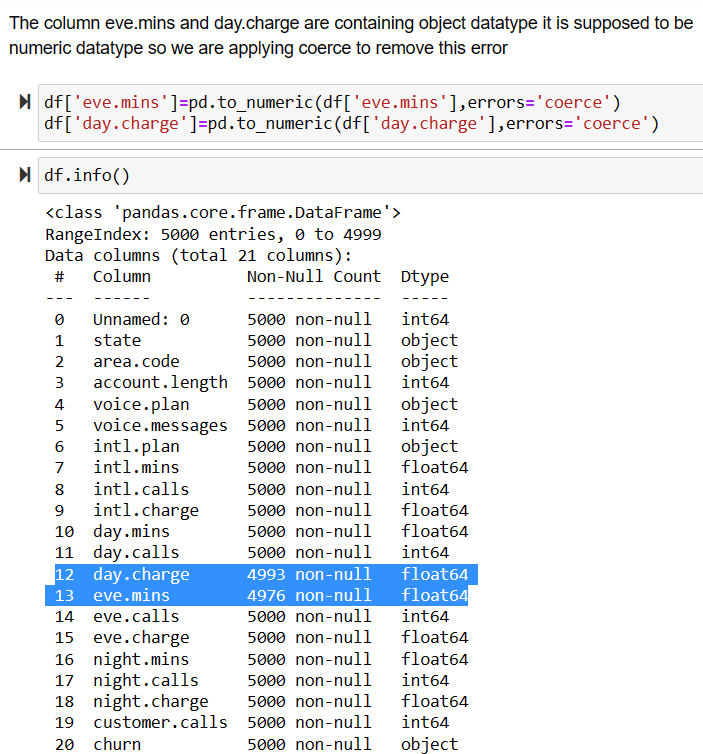 The column eve.mins and day.charge are containing object datatype it is supposed to be
numeric datatype so we are applying coerce to remove this error
df['eve.mins']=pd.to_numeric(df['eve.mins'],errors='coerce')
df['day.charge']=pd.to_numeric(df['day.charge'],errors='coerce')
df.info()
<class 'pandas.core.frame.DataFrame'>
RangeIndex: 5000 entries, 0 to 4999
Data columns (total 21 columns):
 #   Column          Non-Null Count  Dtype
---  ------          --------------  -----
 0   Unnamed: 0      5000 non-null   int64
 1   state           5000 non-null   object
 2   area.code       5000 non-null   object
 3   account.length  5000 non-null   int64
 4   voice.plan      5000 non-null   object
 5   voice.messages  5000 non-null   int64
 6   intl.plan       5000 non-null   object
 7   intl.mins       5000 non-null   float64
 8   intl.calls      5000 non-null   int64
 9   intl.charge     5000 non-null   float64
 10  day.mins        5000 non-null   float64
 11  day.calls       5000 non-null   int64
 12  day.charge      4993 non-null   float64
 13  eve.mins        4976 non-null   float64
 14  eve.calls       5000 non-null   int64
 15  eve.charge      5000 non-null   float64
 16  night.mins      5000 non-null   float64
 17  night.calls     5000 non-null   int64
 18  night.charge    5000 non-null   float64
 19  customer.calls  5000 non-null   int64
 20  churn           5000 non-null   object